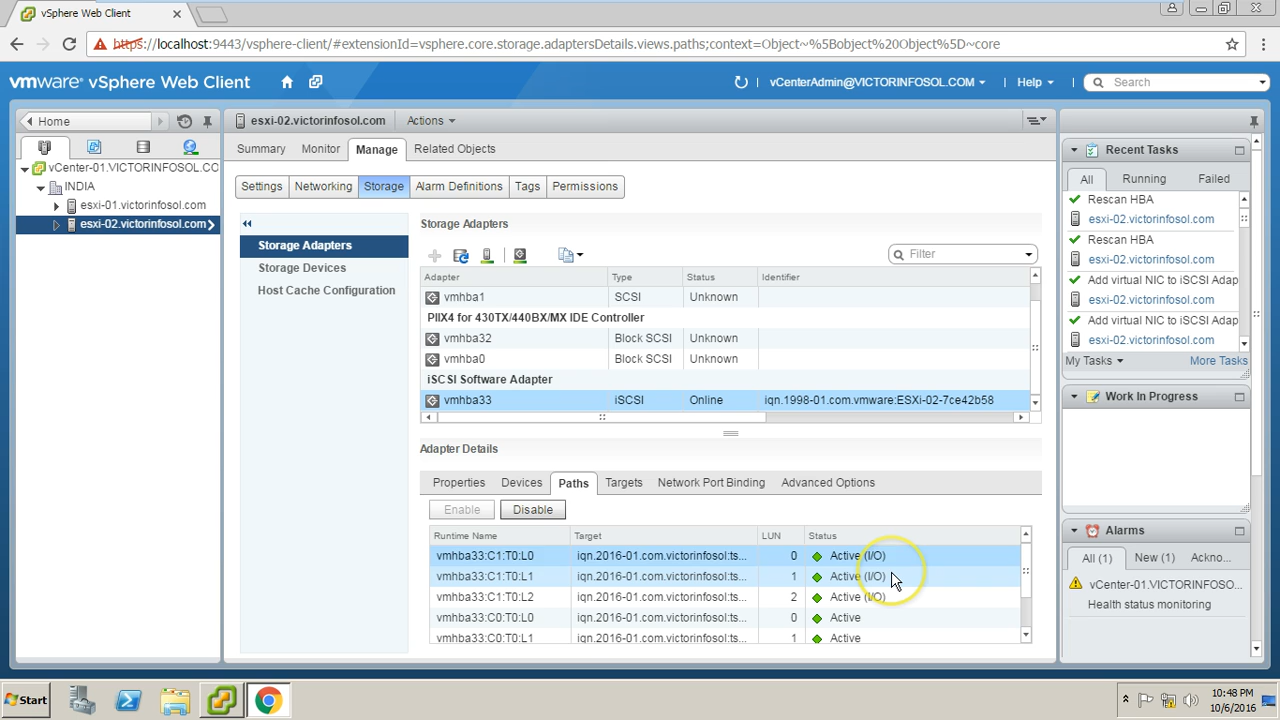 vSphere Web Client
https://localhost:9443/vsphere-client/#extensionId=vsphere.core.storage.adaptersDetails.views.paths;context=Object~%5Bobject%20Object%5D~core
vmware vSphere Web Client
vCenterAdmin@VICTORINFOSOL.COM
Help
Search
Home
vCenter-01.VICTORINFOSOL.CO
INDIA
esxi-01.victorinfosol.com
esxi-02.victorinfosol.com
esxi-02.victorinfosol.com Actions
Summary Monitor Manage Related Objects
Settings Networking Storage Alarm Definitions Tags Permissions
Storage Adapters
Storage Devices
Host Cache Configuration
Storage Adapters
Filter
Adapter Type Status Identifier
vmhba1 SCSI Unknown
PIIX4 for 430TX/440BX/MX IDE Controller
vmhba32 Block SCSI Unknown
vmhba0 Block SCSI Unknown
iSCSI Software Adapter
vmhba33 iSCSI Online iqn.1998-01.com.vmware:ESXi-02-7ce42b58
Adapter Details
Properties Devices Paths Targets Network Port Binding Advanced Options
Enable Disable
Runtime Name Target LUN Status
vmhba33:C1:T0:L0 iqn.2016-01.com.victorinfosol:ts... 0 Active (I/O)
vmhba33:C1:T0:L1 iqn.2016-01.com.victorinfosol:ts... 1 Active (I/O)
vmhba33:C1:T0:L2 iqn.2016-01.com.victorinfosol:ts... 2 Active (I/O)
vmhba33:C0:T0:L0 iqn.2016-01.com.victorinfosol:ts... 0 Active
vmhba33:C0:T0:L1 iqn.2016-01.com.victorinfosol:ts... 1 Active
Recent Tasks
All Running Failed
Rescan HBA
esxi-02.victorinfosol.com
Rescan HBA
esxi-02.victorinfosol.com
Add virtual NIC to iSCSI Adap
esxi-02.victorinfosol.com
Add virtual NIC to iSCSI Adap
esxi-02.victorinfosol.com
My Tasks More Tasks
Work In Progress
Alarms
All (1) New (1) Ackno...
vCenter-01.VICTORINFOSO...
Health status monitoring
Start
10:48 PM
10/6/2016